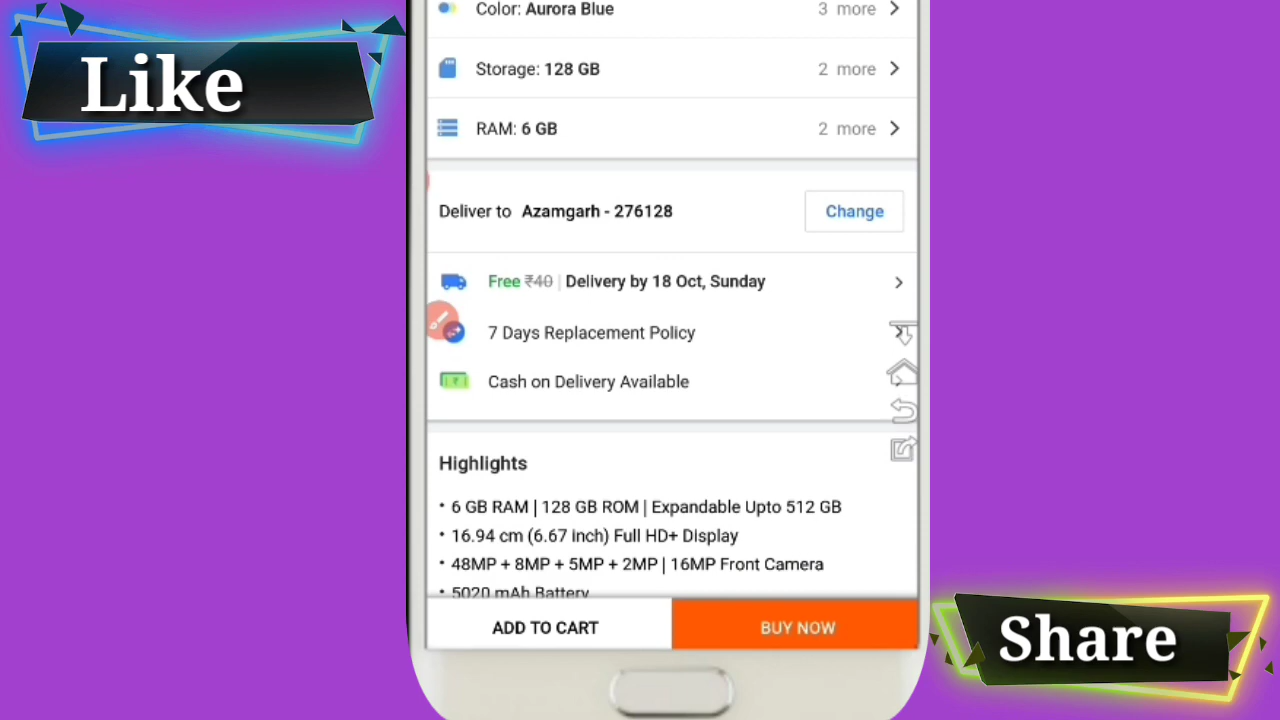 Like
Color: Aurora Blue 3 more
Storage: 128 GB 2 more
RAM: 6 GB 2 more
Deliver to Azamgarh - 276128 Change
Free ₹40 | Delivery by 18 Oct, Sunday
7 Days Replacement Policy
Cash on Delivery Available
Highlights
• 6 GB RAM | 128 GB ROM | Expandable Upto 512 GB
• 16.94 cm (6.67 inch) Full HD+ Display
• 48MP + 8MP + 5MP + 2MP | 16MP Front Camera
• 5020 mAh Battery
ADD TO CART BUY NOW
Share